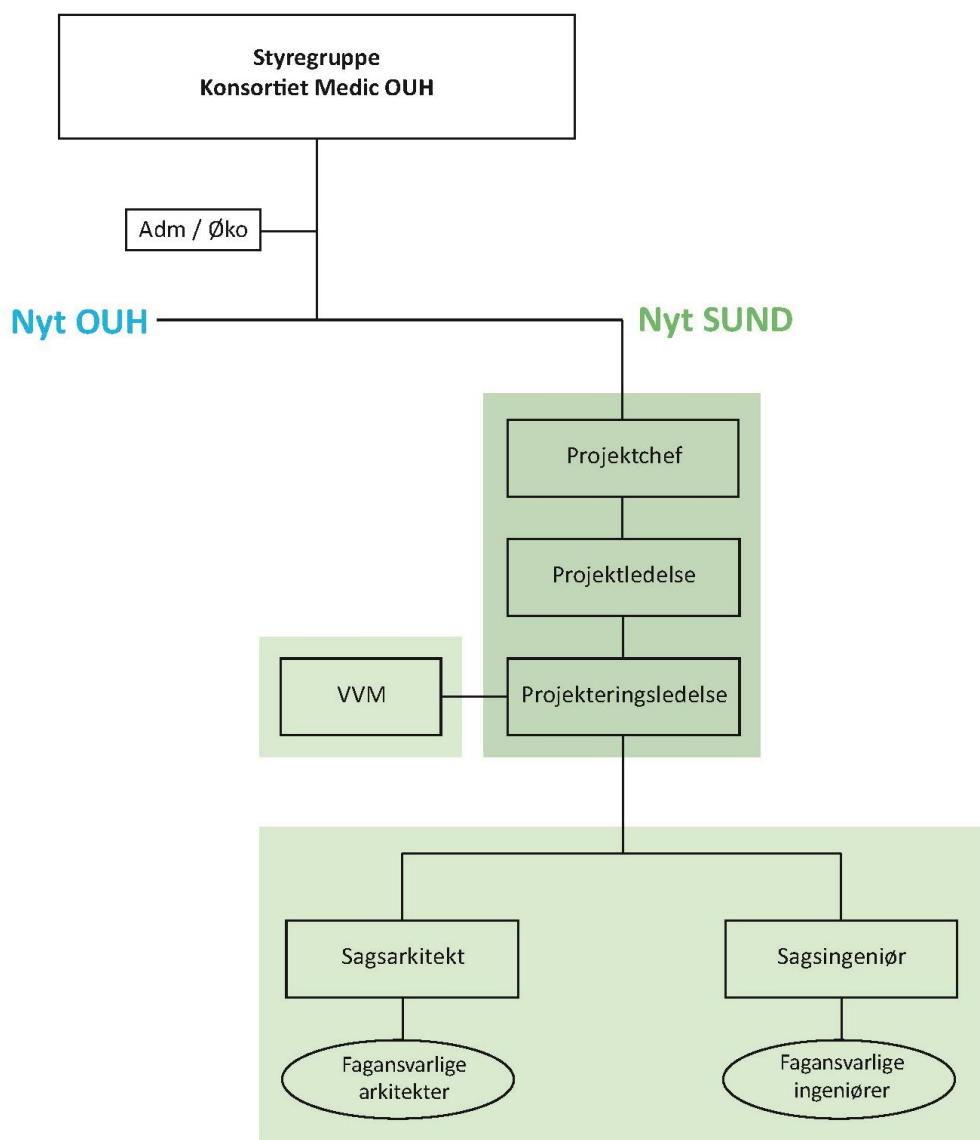 Styregruppe
Konsortiet Medic OUH
Adm / Øko
Nyt OUH
Nyt SUND
Projektchef
Projektledelse
VVM
Projekteringsledelse
Sagsarkitekt
Sagsingeniør
Fagansvarlige
arkitekter
Fagansvarlige
ingeniører